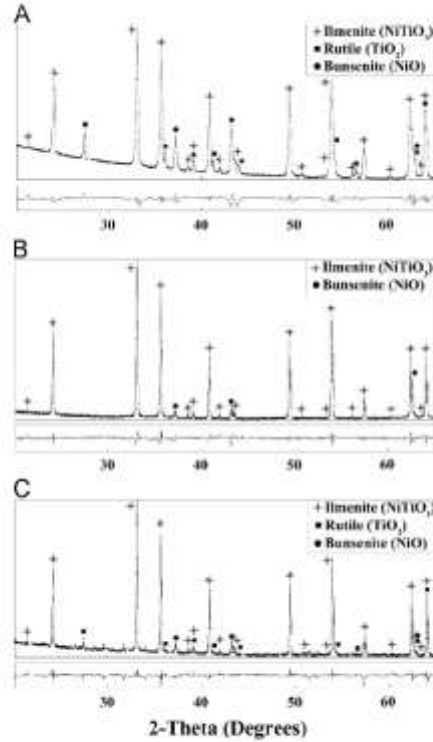 A
+Ilmenite (NiTiO3)
■Rutile (TiO2)
●Bunsenite (NiO)
30 40 50 60
B
+Ilmenite (NiTiO3)
●Bunsenite (NiO)
30 40 50 60
C
+Ilmenite (NiTiO3)
■Rutile (TiO2)
●Bunsenite (NiO)
30 40 50 60
2-Theta (Degrees)